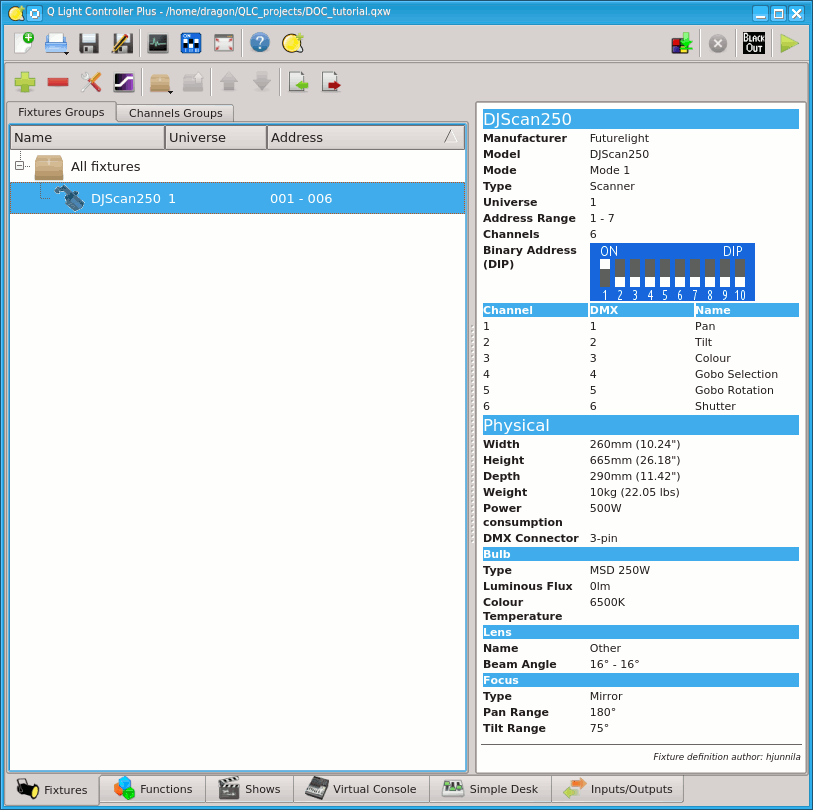 Q Light Controller Plus - /home/dragon/QLC_projects/DOC_tutorial.qxw
BLACK
OUT
Fixtures Groups
Channels Groups
Name Universe Address
All fixtures
DJScan250 1 001 - 006
DJScan250
Manufacturer Futurelight
Model DJScan250
Mode Mode 1
Type Scanner
Universe 1
Address Range 1 - 7
Channels 6
Binary Address
(DIP)
ON DIP
1 2 3 4 5 6 7 8 9 10
Channel DMX Name
1 1 Pan
2 2 Tilt
3 3 Colour
4 4 Gobo Selection
5 5 Gobo Rotation
6 6 Shutter
Physical
Width 260mm (10.24")
Height 665mm (26.18")
Depth 290mm (11.42")
Weight 10kg (22.05 lbs)
Power 500W
consumption
DMX Connector 3-pin
Bulb
Type MSD 250W
Luminous Flux 0lm
Colour 6500K
Temperature
Lens
Name Other
Beam Angle 16° - 16°
Focus
Type Mirror
Pan Range 180°
Tilt Range 75°
Fixture definition author: hjunnila
Fixtures Functions Shows Virtual Console Simple Desk Inputs/Outputs